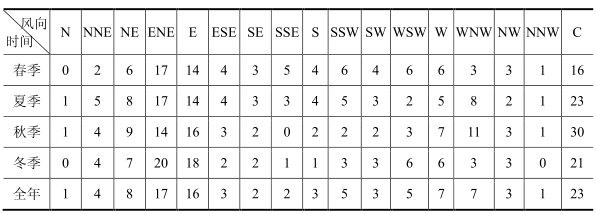 风向 时间 N NNE NE ENE E ESE SE SSE S SSW SW WSW W WNW NW NNW C
春季 0 2 6 17 14 4 3 5 4 6 4 6 6 3 3 1 16
夏季 1 5 8 17 14 4 3 3 4 5 3 2 5 8 2 1 23
秋季 1 4 9 14 16 3 2 0 2 2 2 3 7 11 3 1 30
冬季 0 4 7 20 18 2 2 1 1 3 3 6 6 3 3 0 21
全年 1 4 8 17 16 3 2 2 3 5 3 5 7 7 3 1 23